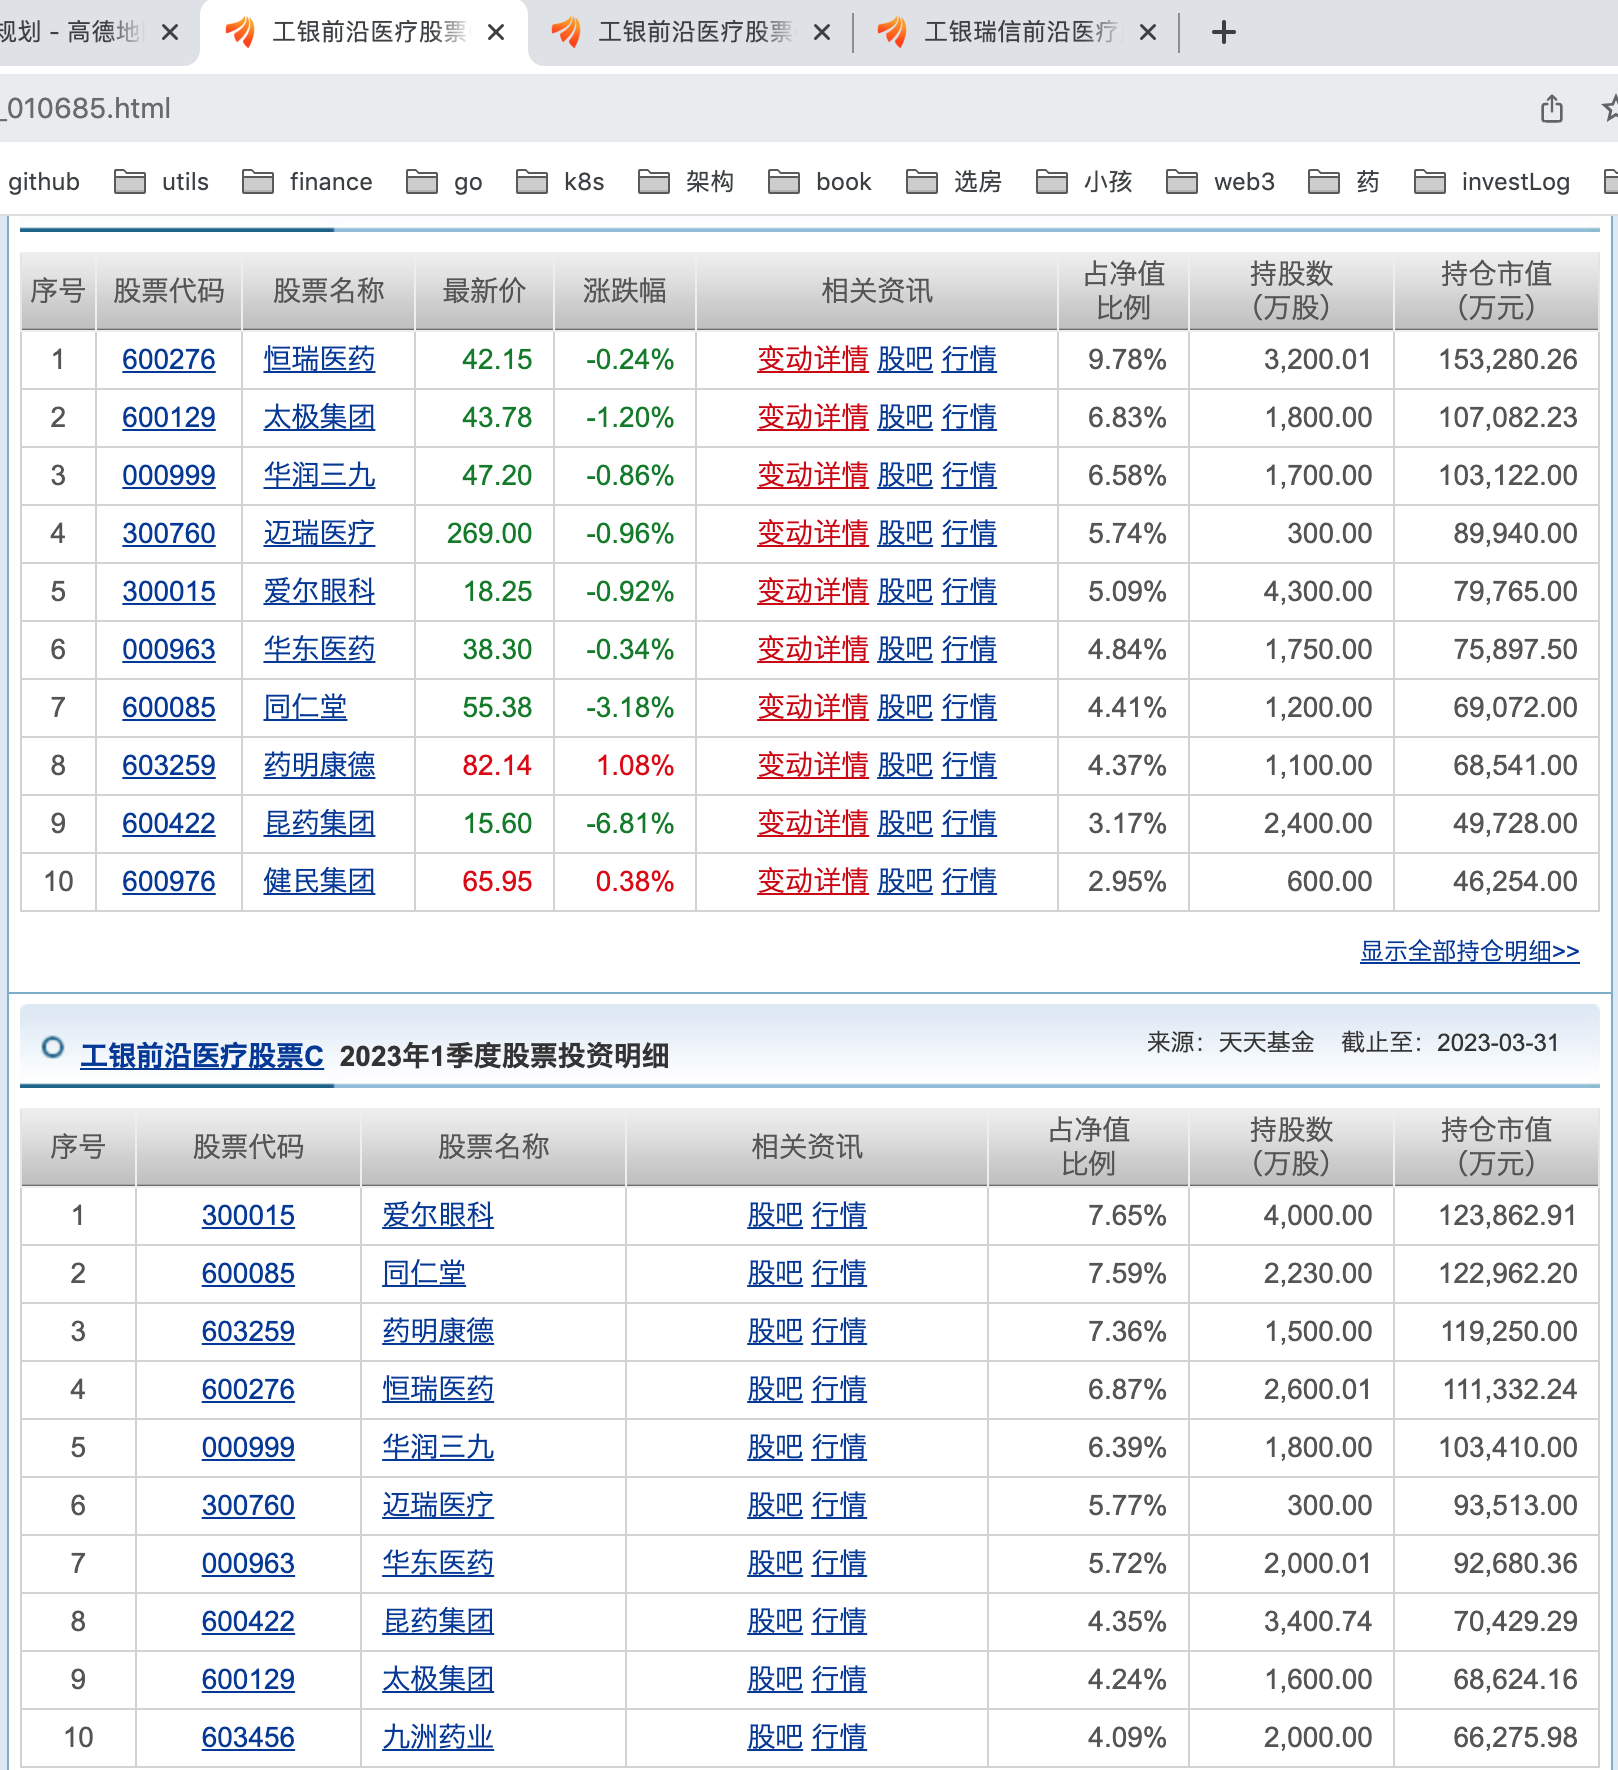 规划 - 高德地 × 工银前沿医疗股票 × 工银前沿医疗股票 × 工银瑞信前沿医疗 × +
_010685.html
github utils finance go k8s 架构 book 选房 小孩 web3 药 investLog
序号 股票代码 股票名称 最新价 涨跌幅 相关资讯 占净值比例 持股数（万股） 持仓市值（万元）
1 600276 恒瑞医药 42.15 -0.24% 变动详情 股吧 行情 9.78% 3,200.01 153,280.26
2 600129 太极集团 43.78 -1.20% 变动详情 股吧 行情 6.83% 1,800.00 107,082.23
3 000999 华润三九 47.20 -0.86% 变动详情 股吧 行情 6.58% 1,700.00 103,122.00
4 300760 迈瑞医疗 269.00 -0.96% 变动详情 股吧 行情 5.74% 300.00 89,940.00
5 300015 爱尔眼科 18.25 -0.92% 变动详情 股吧 行情 5.09% 4,300.00 79,765.00
6 000963 华东医药 38.30 -0.34% 变动详情 股吧 行情 4.84% 1,750.00 75,897.50
7 600085 同仁堂 55.38 -3.18% 变动详情 股吧 行情 4.41% 1,200.00 69,072.00
8 603259 药明康德 82.14 1.08% 变动详情 股吧 行情 4.37% 1,100.00 68,541.00
9 600422 昆药集团 15.60 -6.81% 变动详情 股吧 行情 3.17% 2,400.00 49,728.00
10 600976 健民集团 65.95 0.38% 变动详情 股吧 行情 2.95% 600.00 46,254.00
显示全部持仓明细>>
工银前沿医疗股票C 2023年1季度股票投资明细 来源：天天基金 截止至：2023-03-31
序号 股票代码 股票名称 相关资讯 占净值比例 持股数（万股） 持仓市值（万元）
1 300015 爱尔眼科 股吧 行情 7.65% 4,000.00 123,862.91
2 600085 同仁堂 股吧 行情 7.59% 2,230.00 122,962.20
3 603259 药明康德 股吧 行情 7.36% 1,500.00 119,250.00
4 600276 恒瑞医药 股吧 行情 6.87% 2,600.01 111,332.24
5 000999 华润三九 股吧 行情 6.39% 1,800.00 103,410.00
6 300760 迈瑞医疗 股吧 行情 5.77% 300.00 93,513.00
7 000963 华东医药 股吧 行情 5.72% 2,000.01 92,680.36
8 600422 昆药集团 股吧 行情 4.35% 3,400.74 70,429.29
9 600129 太极集团 股吧 行情 4.24% 1,600.00 68,624.16
10 603456 九洲药业 股吧 行情 4.09% 2,000.00 66,275.98